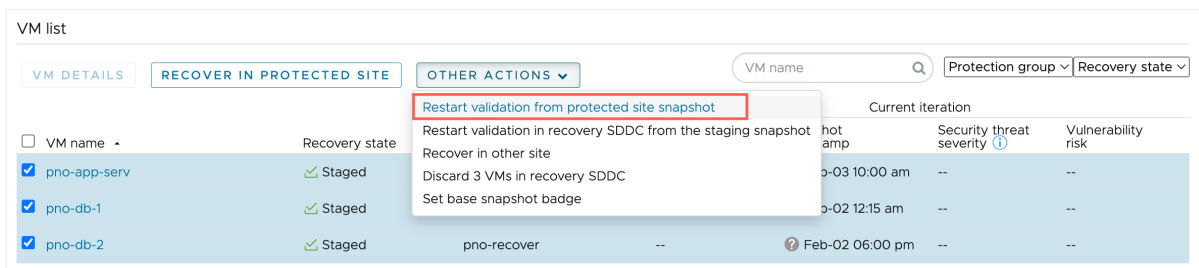 VM list
VM DETAILS RECOVER IN PROTECTED SITE OTHER ACTIONS VM name Protection group Recovery state
Restart validation from protected site snapshot
Current iteration
Restart validation in recovery SDDC from the staging snapshot
Security threat severity
Vulnerability risk
VM name Recovery state
Recover in other site
pno-app-serv Staged 10:00 am -- --
Discard 3 VMs in recovery SDDC
Set base snapshot badge
pno-db-1 Staged 12:15 am -- --
pno-db-2 Staged pno-recover -- Feb-02 06:00 pm -- --